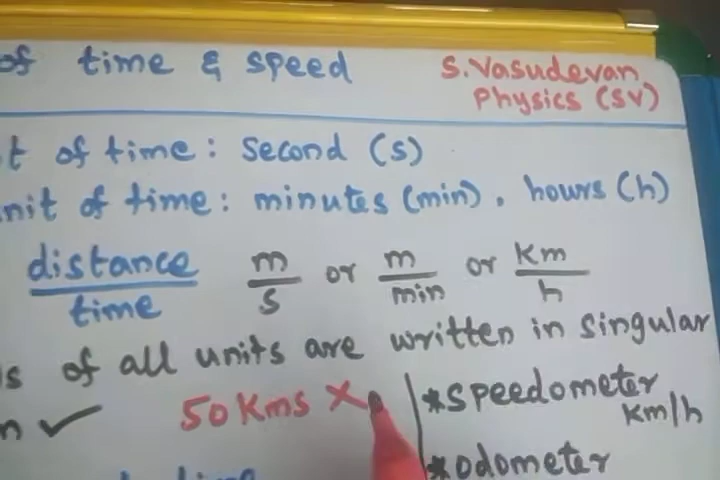 of time & speed
S. Vasudevan
Physics (SV)
t of time: second (s)
nit of time: minutes (min), hours (h)
distance/time m/s or m/min or Km/h
s of all units are written in singular
n ✓ 50 Kms ×
*speedometer
Km/h
*odometer